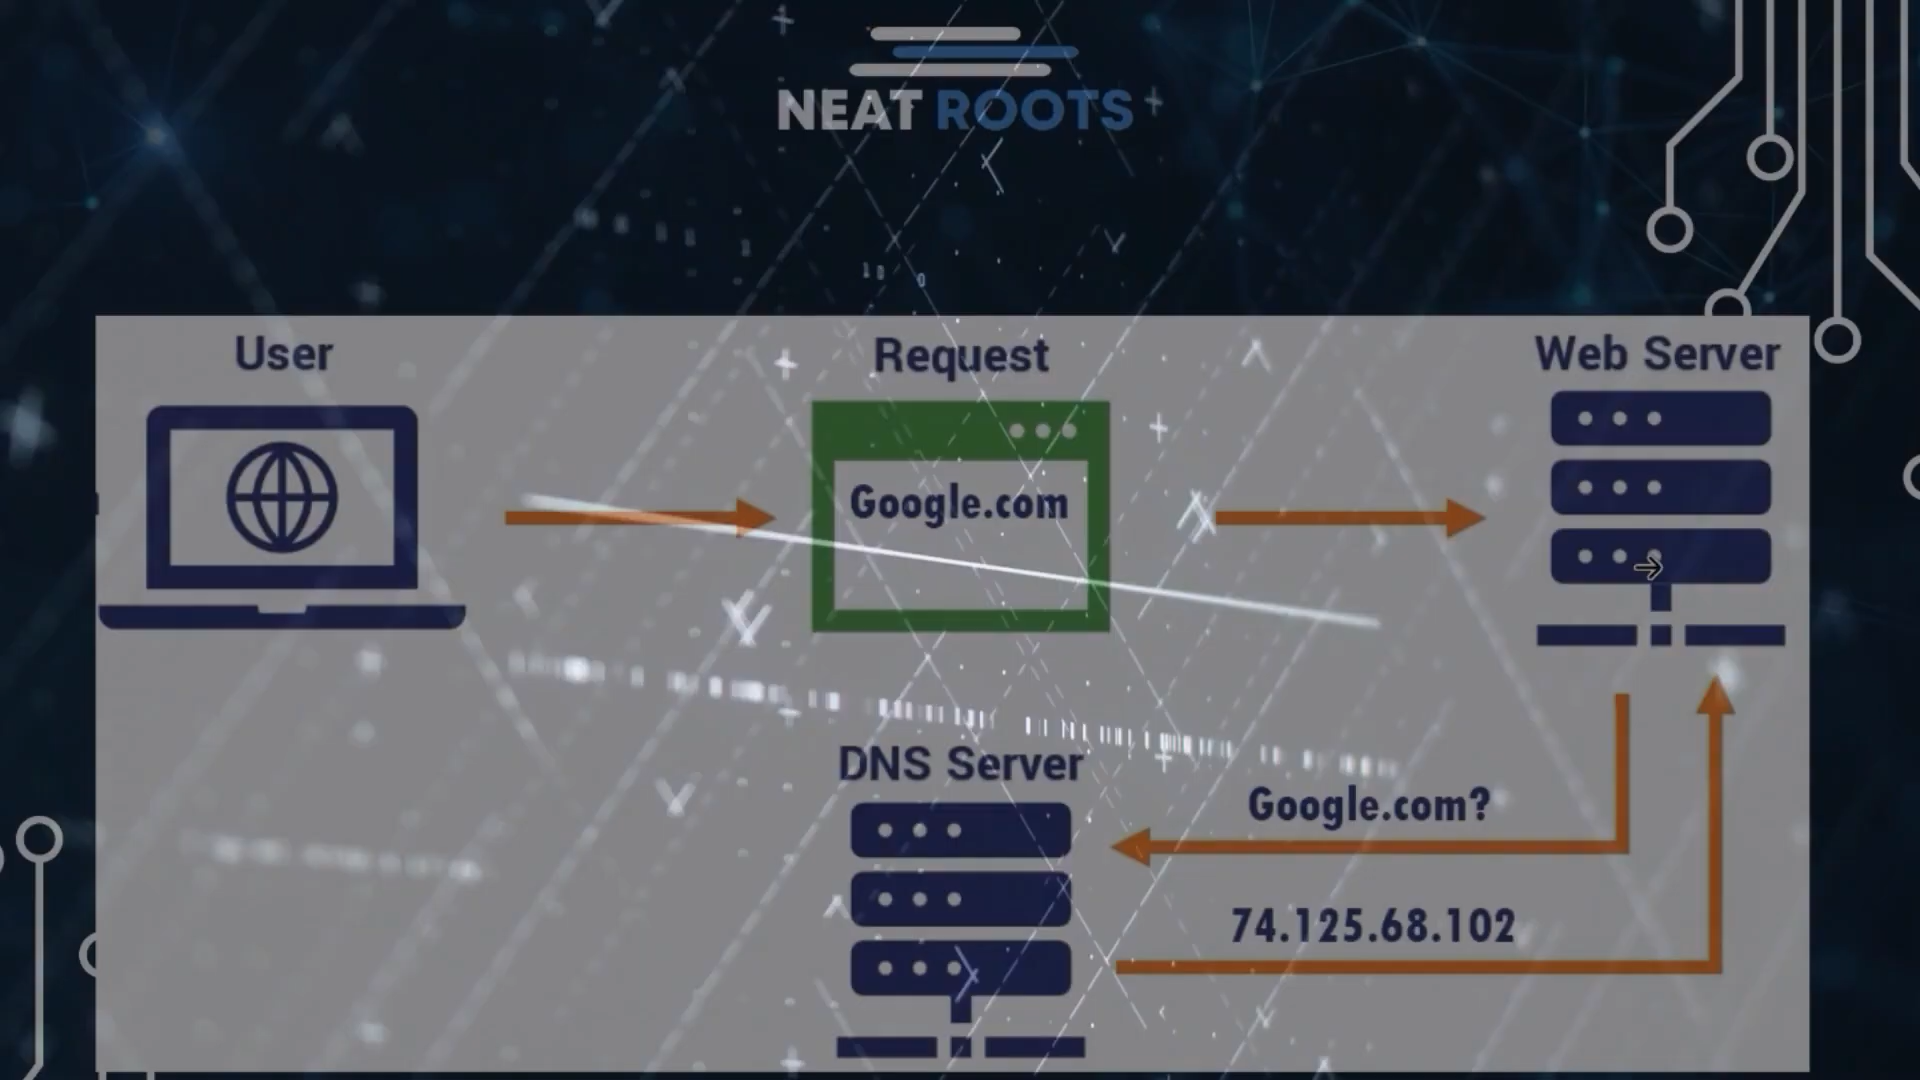 NEAT ROOTS
User
Request
Web Server
Google.com
DNS Server
Google.com?
74.125.68.102